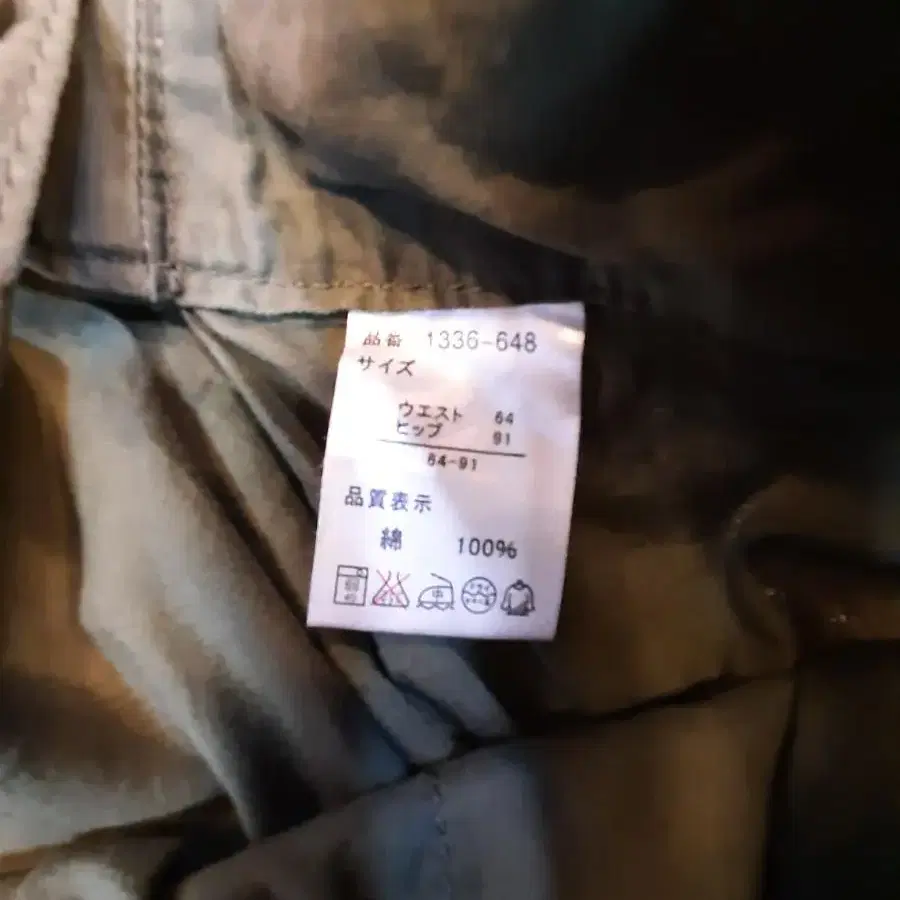 品番 1336-648
サイズ
ウエスト 64
ヒップ 91
64-91
品質表示
綿 100%
中